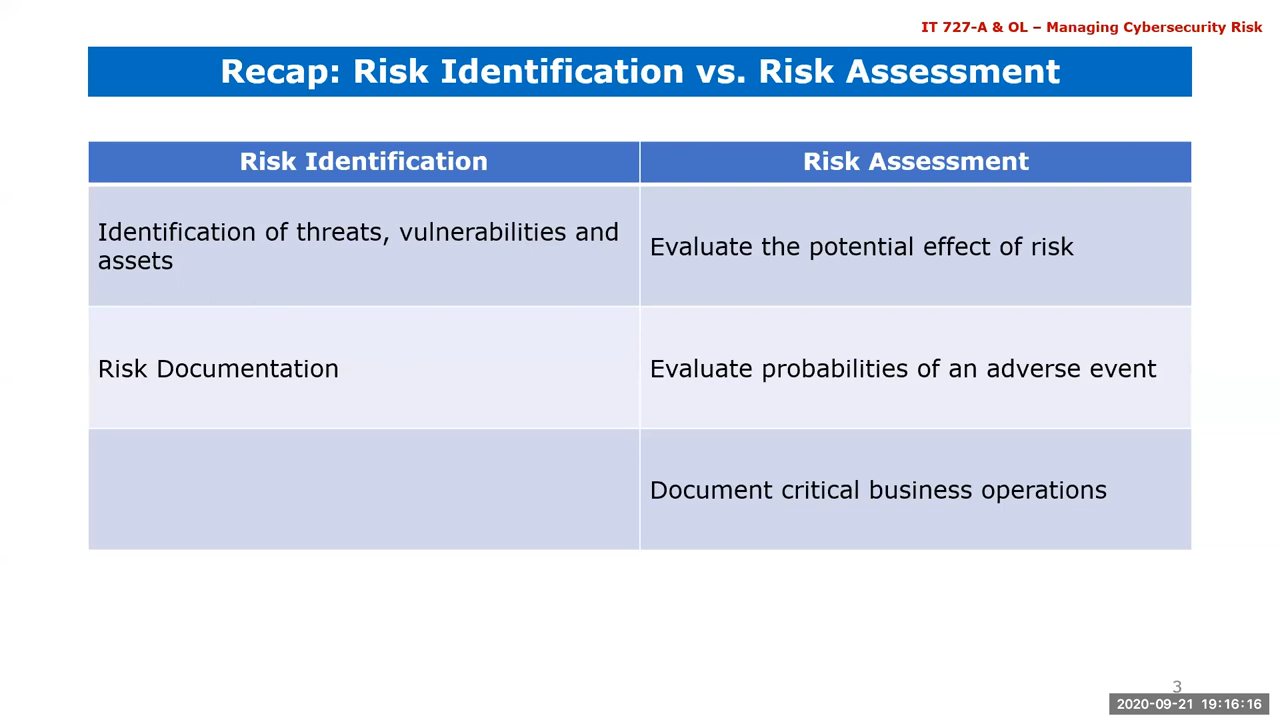 IT 727-A & OL – Managing Cybersecurity Risk
Recap: Risk Identification vs. Risk Assessment
Risk Identification
Risk Assessment
Identification of threats, vulnerabilities and
assets
Evaluate the potential effect of risk
Risk Documentation
Evaluate probabilities of an adverse event
Document critical business operations
3
2020-09-21 19:16:16